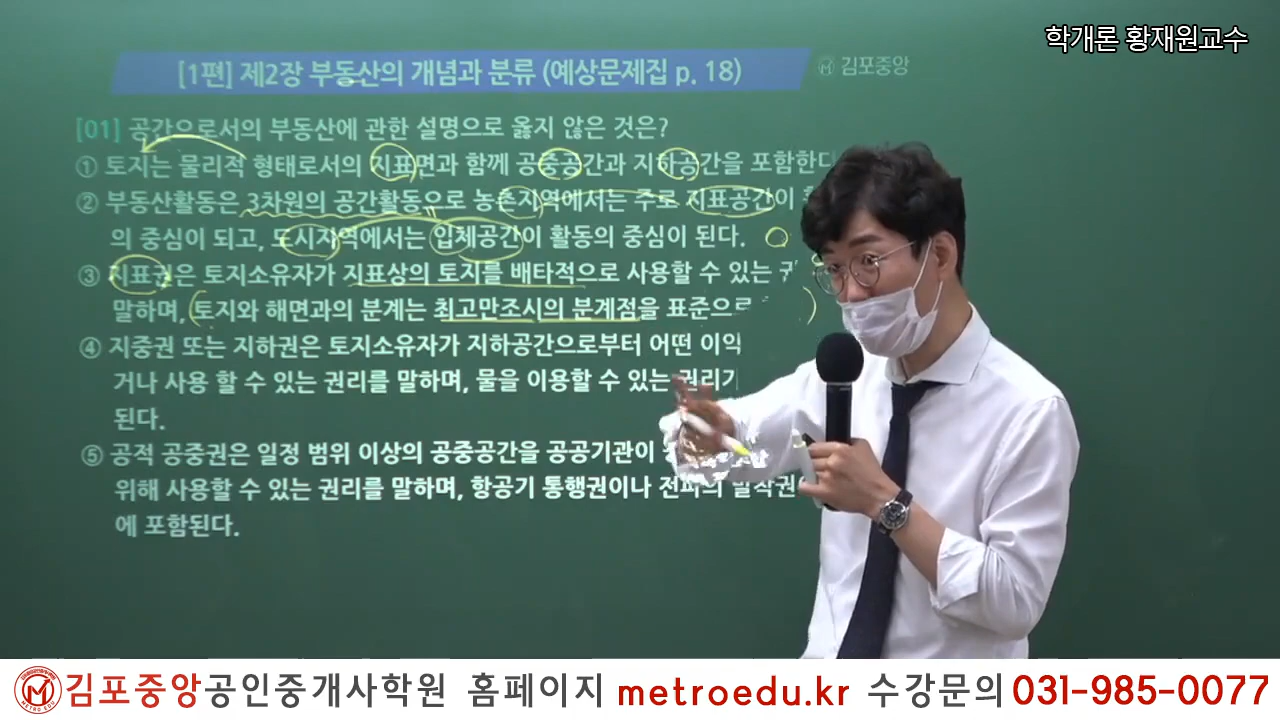 학개론 황재원교수
[1편] 제2장 부동산의 개념과 분류 (예상문제집 p. 18)
김포중앙
[01] 공간으로서의 부동산에 관한 설명으로 옳지 않은 것은?
① 토지는 물리적 형태로서의 지표면과 함께 공중공간과 지하공간을 포함한다
② 부동산활동은 3차원의 공간활동으로 농촌지역에서는 주로 지표공간이
의 중심이 되고, 도시지역에서는 입체공간이 활동의 중심이 된다.
③ 지표권은 토지소유자가 지표상의 토지를 배타적으로 사용할 수 있는
말하며, 토지와 해면과의 분계는 최고만조시의 분계점을 표준으로
④ 지중권 또는 지하권은 토지소유자가 지하공간으로부터 어떤 이익
거나 사용 할 수 있는 권리를 말하며, 물을 이용할 수 있는 권리가
된다.
⑤ 공적 공중권은 일정 범위 이상의 공중공간을 공공기관이
위해 사용할 수 있는 권리를 말하며, 항공기 통행권이나 전파의 발착권이
에 포함된다.
김포중앙공인중개사학원 홈페이지 metroedu.kr 수강문의 031-985-0077
METRO EDU